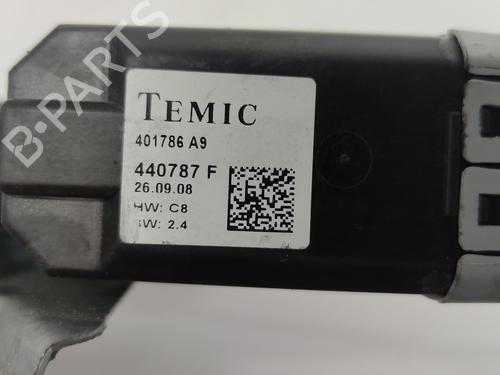 B-PARTS
TEMIC
401786 A9
440787 F
26.09.08
HW: C8
SW: 2.4